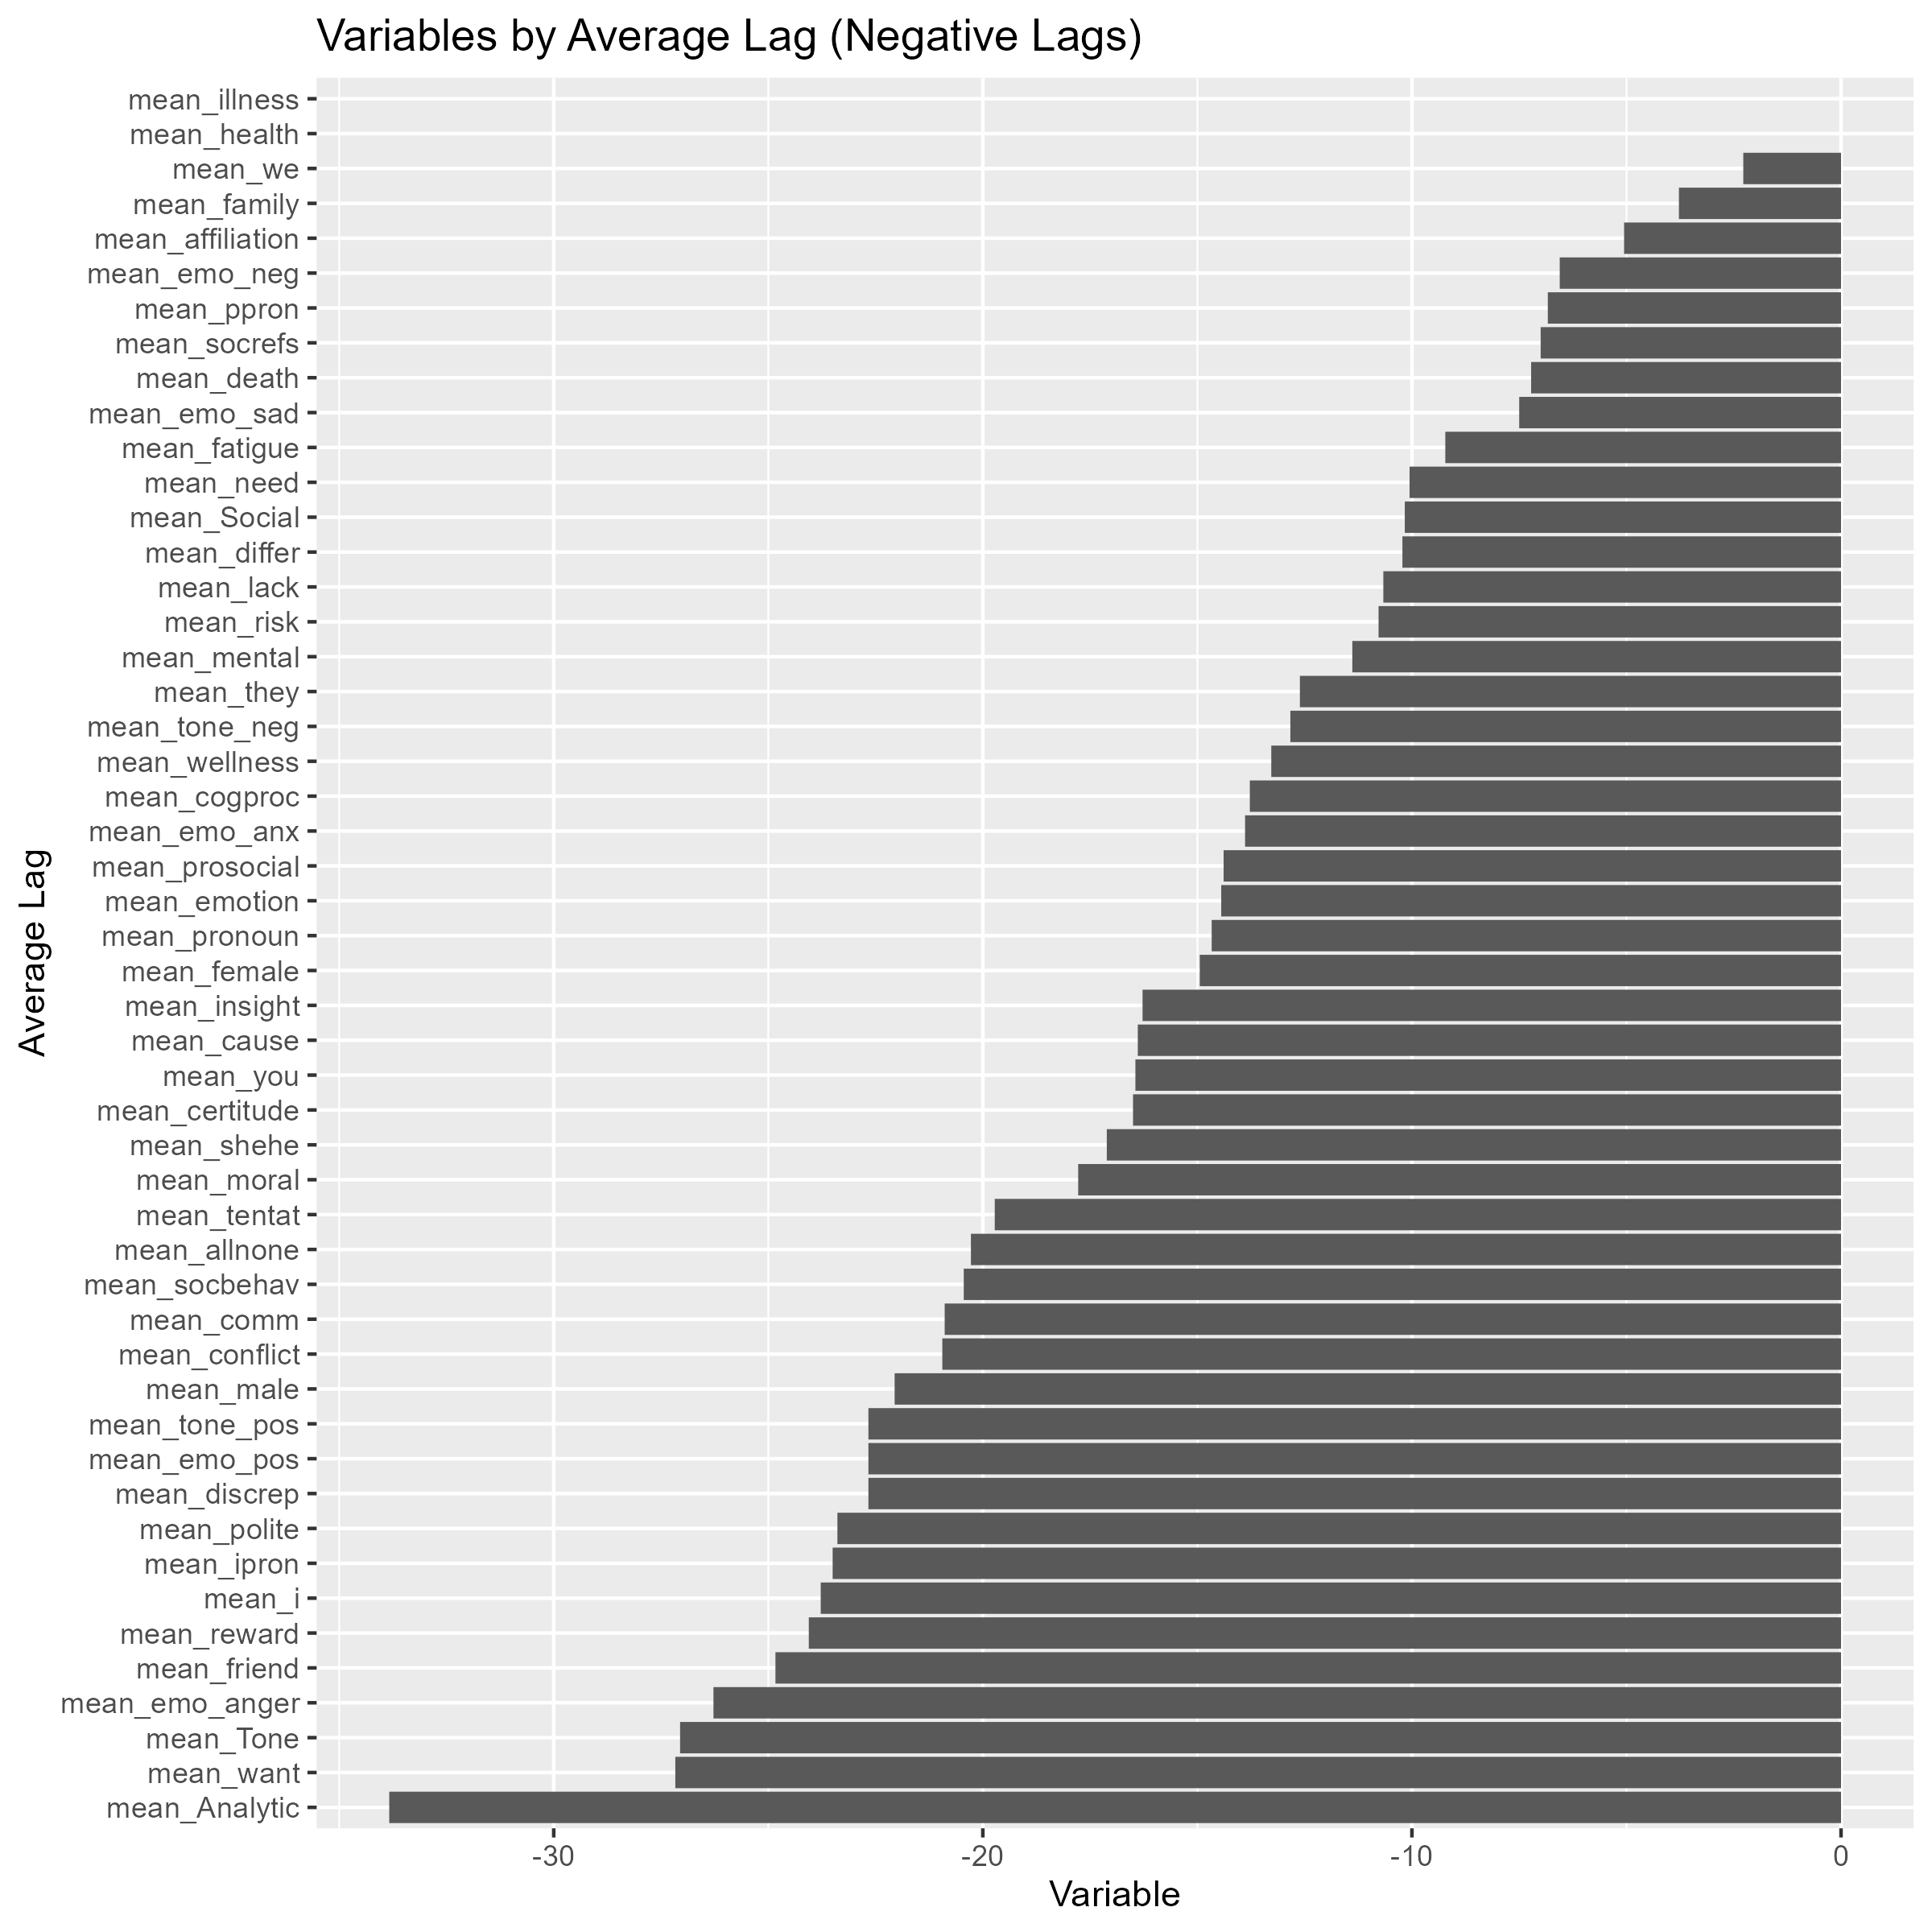 Variables by Average Lag (Negative Lags)
mean_illness
mean_health
mean_we
mean_family
mean_affiliation
mean_emo_neg
mean_ppron
mean_socrefs
mean_death
mean_emo_sad
mean_fatigue
mean_need
mean_Social
mean_differ
mean_lack
mean_risk
mean_mental
mean_they
mean_tone_neg
mean_wellness
mean_cogproc
mean_emo_anx
mean_prosocial
mean_emotion
mean_pronoun
mean_female
mean_insight
mean_cause
mean_you
mean_certitude
mean_shehe
mean_moral
mean_tentat
mean_allnone
mean_socbehav
mean_comm
mean_conflict
mean_male
mean_tone_pos
mean_emo_pos
mean_discrep
mean_polite
mean_ipron
mean_i
mean_reward
mean_friend
mean_emo_anger
mean_Tone
mean_want
mean_Analytic
Average Lag
-30 -20 -10 0
Variable